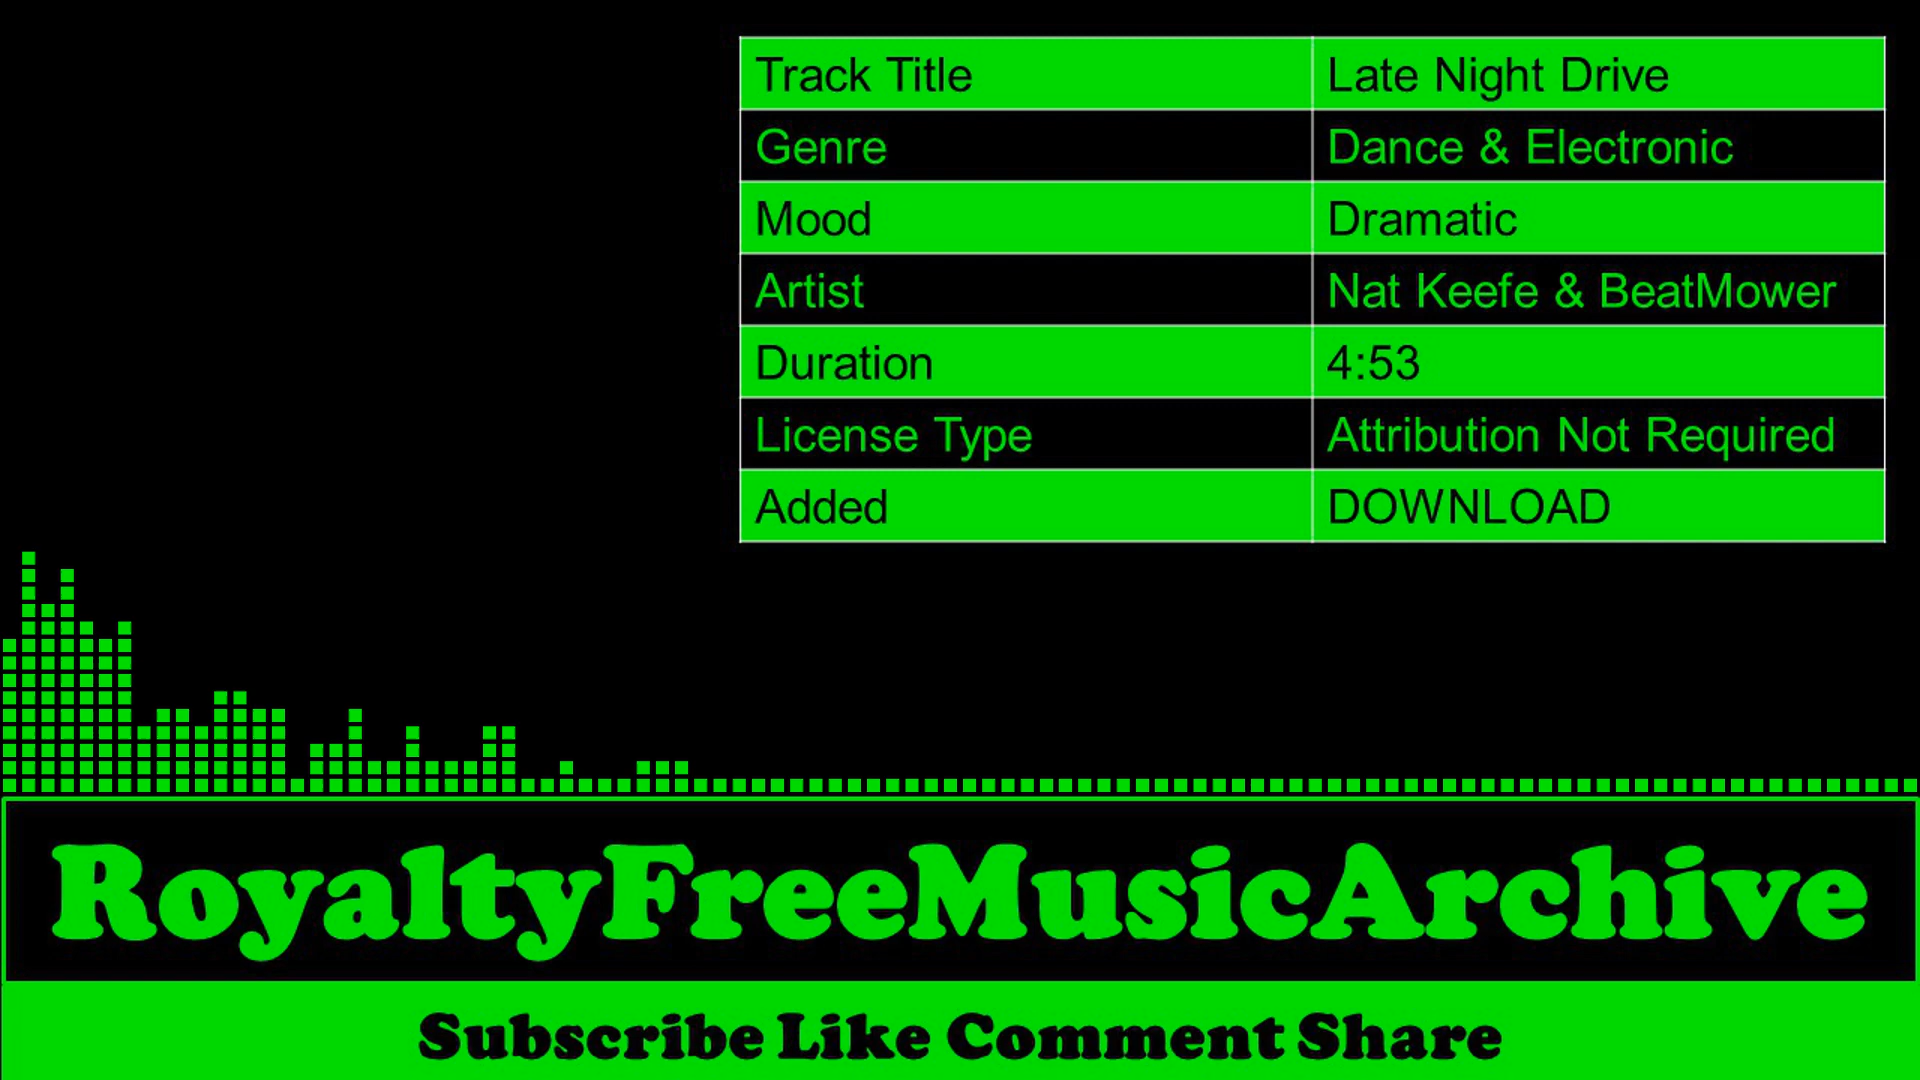 Track Title Late Night Drive
Genre Dance & Electronic
Mood Dramatic
Artist Nat Keefe & BeatMower
Duration 4:53
License Type Attribution Not Required
Added DOWNLOAD
RoyaltyFreeMusicArchive
Subscribe Like Comment Share